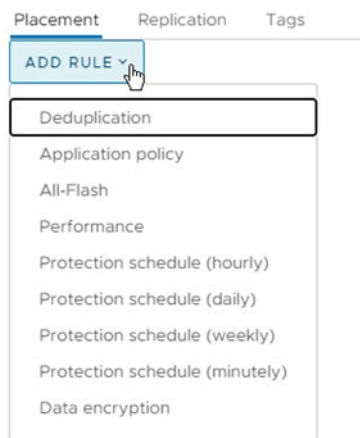 Placement Replication Tags
ADD RULE
Deduplication
Application policy
All-Flash
Performance
Protection schedule (hourly)
Protection schedule (daily)
Protection schedule (weekly)
Protection schedule (minutely)
Data encryption